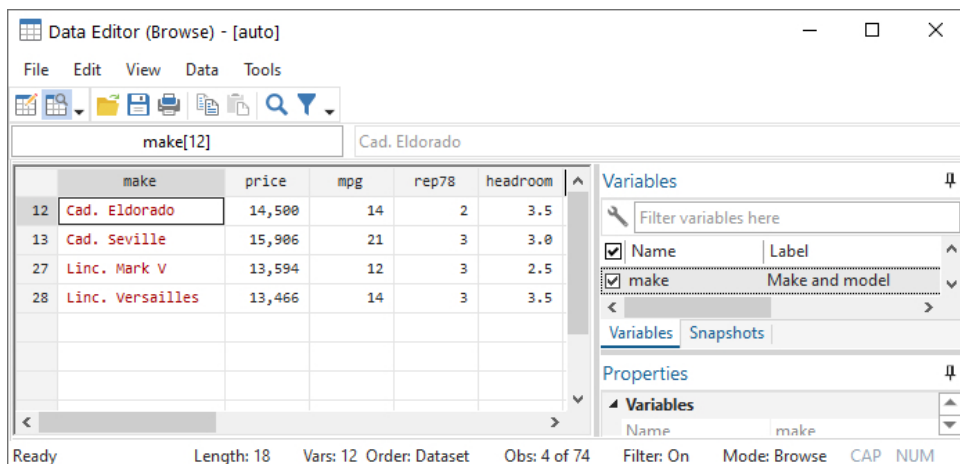 Data Editor (Browse) - [auto]
File Edit View Data Tools
make[12] Cad. Eldorado
make price mpg rep78 headroom
12 Cad. Eldorado 14,500 14 2 3.5
13 Cad. Seville 15,906 21 3 3.0
27 Linc. Mark V 13,594 12 3 2.5
28 Linc. Versailles 13,466 14 3 3.5
Variables
Filter variables here
Name Label
make Make and model
Variables Snapshots
Properties
Variables
Name make
Ready Length: 18 Vars: 12 Order: Dataset Obs: 4 of 74 Filter: On Mode: Browse CAP NUM